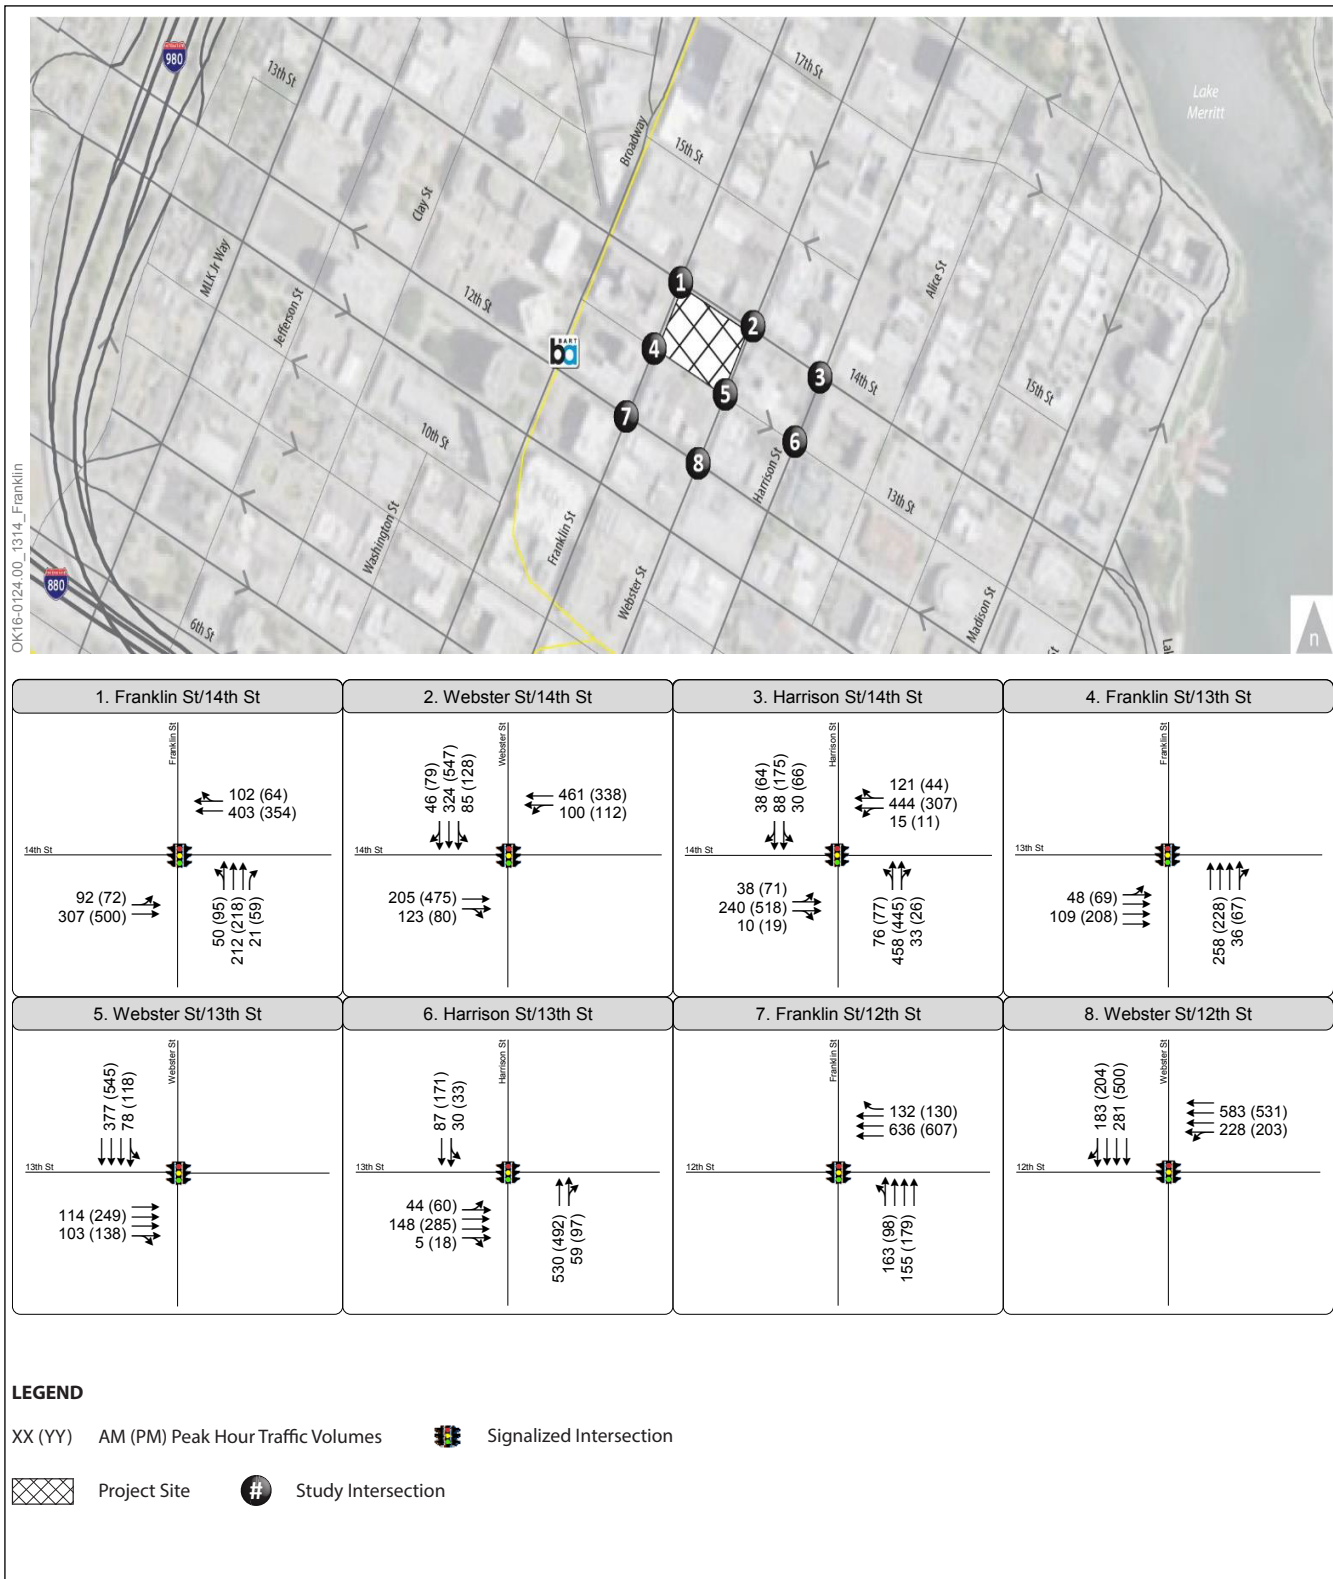 980
13th St
17th St
Lake
Merritt
Broadway
15th St
Clay St
MLK Jr Way
Alice St
Jefferson St
12th St
1
2
BART
ba
4
3
14th St
5
15th St
7
6
10th St
8
Harrison St
13th St
Washington St
Franklin St
Webster St
Madison St
880
6th St
n
OK16-0124.00_1314_Franklin
1. Franklin St/14th St
Franklin St
14th St
102 (64)
403 (354)
92 (72)
307 (500)
50 (95)
212 (218)
21 (59)
2. Webster St/14th St
Webster St
14th St
46 (79)
324 (547)
85 (128)
461 (338)
100 (112)
205 (475)
123 (80)
3. Harrison St/14th St
Harrison St
14th St
38 (64)
88 (175)
30 (66)
121 (44)
444 (307)
15 (11)
38 (71)
240 (518)
10 (19)
76 (77)
458 (445)
33 (26)
4. Franklin St/13th St
Franklin St
13th St
48 (69)
109 (208)
258 (228)
36 (67)
5. Webster St/13th St
Webster St
13th St
377 (545)
78 (118)
114 (249)
103 (138)
6. Harrison St/13th St
Harrison St
13th St
87 (171)
30 (33)
44 (60)
148 (285)
5 (18)
530 (492)
59 (97)
7. Franklin St/12th St
Franklin St
12th St
132 (130)
636 (607)
163 (98)
155 (179)
8. Webster St/12th St
Webster St
12th St
183 (204)
281 (500)
583 (531)
228 (203)
LEGEND
XX (YY) AM (PM) Peak Hour Traffic Volumes Signalized Intersection
Project Site # Study Intersection